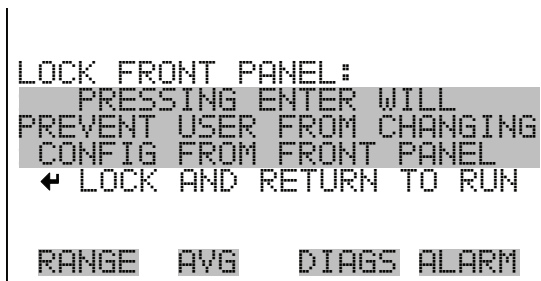 LOCK FRONT PANEL:
PRESSING ENTER WILL
PREVENT USER FROM CHANGING
CONFIG FROM FRONT PANEL
↵ LOCK AND RETURN TO RUN
RANGE AVG DIAGS ALARM